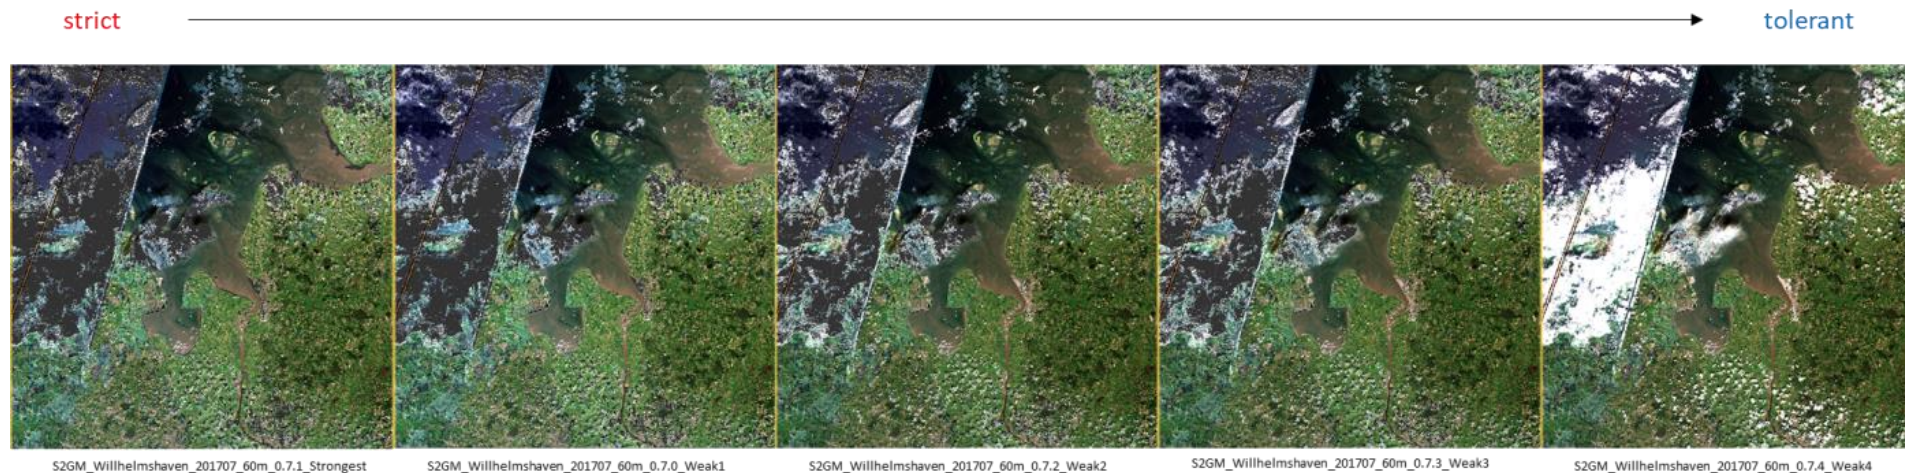 strict
tolerant
S2GM_Willhelmshaven_201707_60m_0.7.1_Strongest
S2GM_Willhelmshaven_201707_60m_0.7.0_Weak1
S2GM_Willhelmshaven_201707_60m_0.7.2_Weak2
S2GM_Willhelmshaven_201707_60m_0.7.3_Weak3
S2GM_Willhelmshaven_201707_60m_0.7.4_Weak4